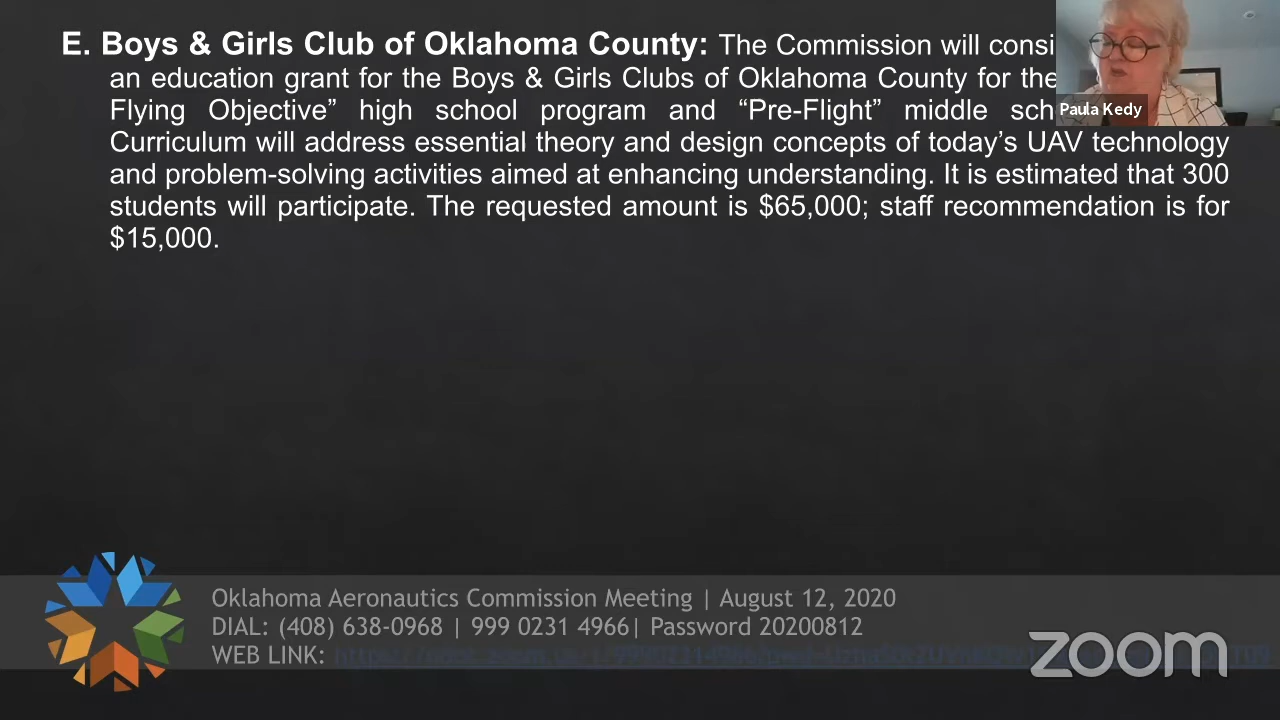 E. Boys & Girls Club of Oklahoma County: The Commission will consi
an education grant for the Boys & Girls Clubs of Oklahoma County for the
Flying Objective” high school program and “Pre-Flight” middle sch
Paula Kedy
Curriculum will address essential theory and design concepts of today’s UAV technology
and problem-solving activities aimed at enhancing understanding. It is estimated that 300
students will participate. The requested amount is $65,000; staff recommendation is for
$15,000.
Oklahoma Aeronautics Commission Meeting | August 12, 2020
DIAL: (408) 638-0968 | 999 0231 4966| Password 20200812
WEB LINK:
zoom